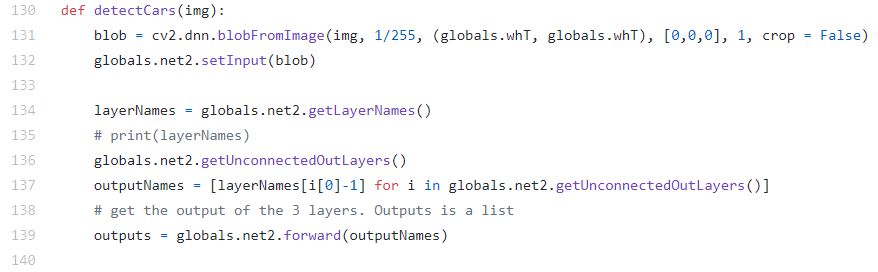 130 def detectCars(img):
131 blob = cv2.dnn.blobFromImage(img, 1/255, (globals.whT, globals.whT), [0,0,0], 1, crop = False)
132 globals.net2.setInput(blob)
133
134 layerNames = globals.net2.getLayerNames()
135 # print(layerNames)
136 globals.net2.getUnconnectedOutLayers()
137 outputNames = [layerNames[i[0]-1] for i in globals.net2.getUnconnectedOutLayers()]
138 # get the output of the 3 layers. Outputs is a list
139 outputs = globals.net2.forward(outputNames)
140